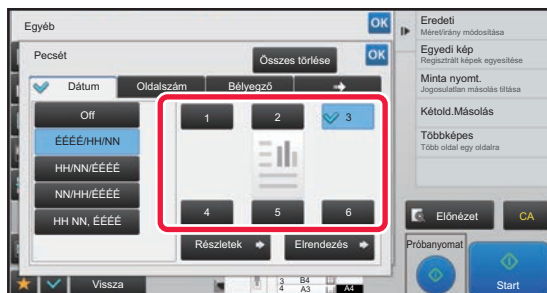 Egyéb
OK
Pecsét
Összes törlése
OK
Dátum
Oldalszám
Bélyegző
Off
ÉÉÉÉ/HH/NN
HH/NN/ÉÉÉÉ
NN/HH/ÉÉÉÉ
HH NN, ÉÉÉÉ
1
2
3
4
5
6
Részletek
Elrendezés
Vissza
3 B4
4 A3
A4
Eredeti
Méret/irány módosítása
Egyedi kép
Regisztrált képek egyesítése
Minta nyomt.
Jogosulatlan másolás tiltása
Kétold.Másolás
Többképes
Több oldal egy oldalra
Előnézet
CA
Próbanyomat
Start